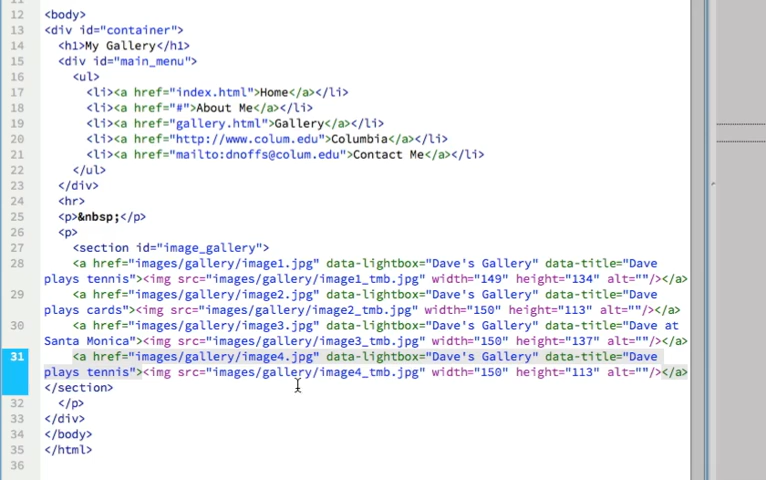 12 <body>
13 <div id="container">
14 <h1>My Gallery</h1>
15 <div id="main_menu">
16 <ul>
17 <li><a href="index.html">Home</a></li>
18 <li><a href="#">About Me</a></li>
19 <li><a href="gallery.html">Gallery</a></li>
20 <li><a href="http://www.colum.edu">Columbia</a></li>
21 <li><a href="mailto:dnoffs@colum.edu">Contact Me</a></li>
22 </ul>
23 </div>
24 <hr>
25 <p>&nbsp;</p>
26 <p>
27 <section id="image_gallery">
28 <a href="images/gallery/image1.jpg" data-lightbox="Dave's Gallery" data-title="Dave
plays tennis"><img src="images/gallery/image1_tmb.jpg" width="149" height="134" alt=""/></a>
29 <a href="images/gallery/image2.jpg" data-lightbox="Dave's Gallery" data-title="Dave
plays cards"><img src="images/gallery/image2_tmb.jpg" width="150" height="113" alt=""/></a>
30 <a href="images/gallery/image3.jpg" data-lightbox="Dave's Gallery" data-title="Dave at
Santa Monica"><img src="images/gallery/image3_tmb.jpg" width="150" height="137" alt=""/></a>
31 <a href="images/gallery/image4.jpg" data-lightbox="Dave's Gallery" data-title="Dave
plays tennis"><img src="images/gallery/image4_tmb.jpg" width="150" height="113" alt=""/></a>
</section>
32 </p>
33 </div>
34 </body>
35 </html>
36